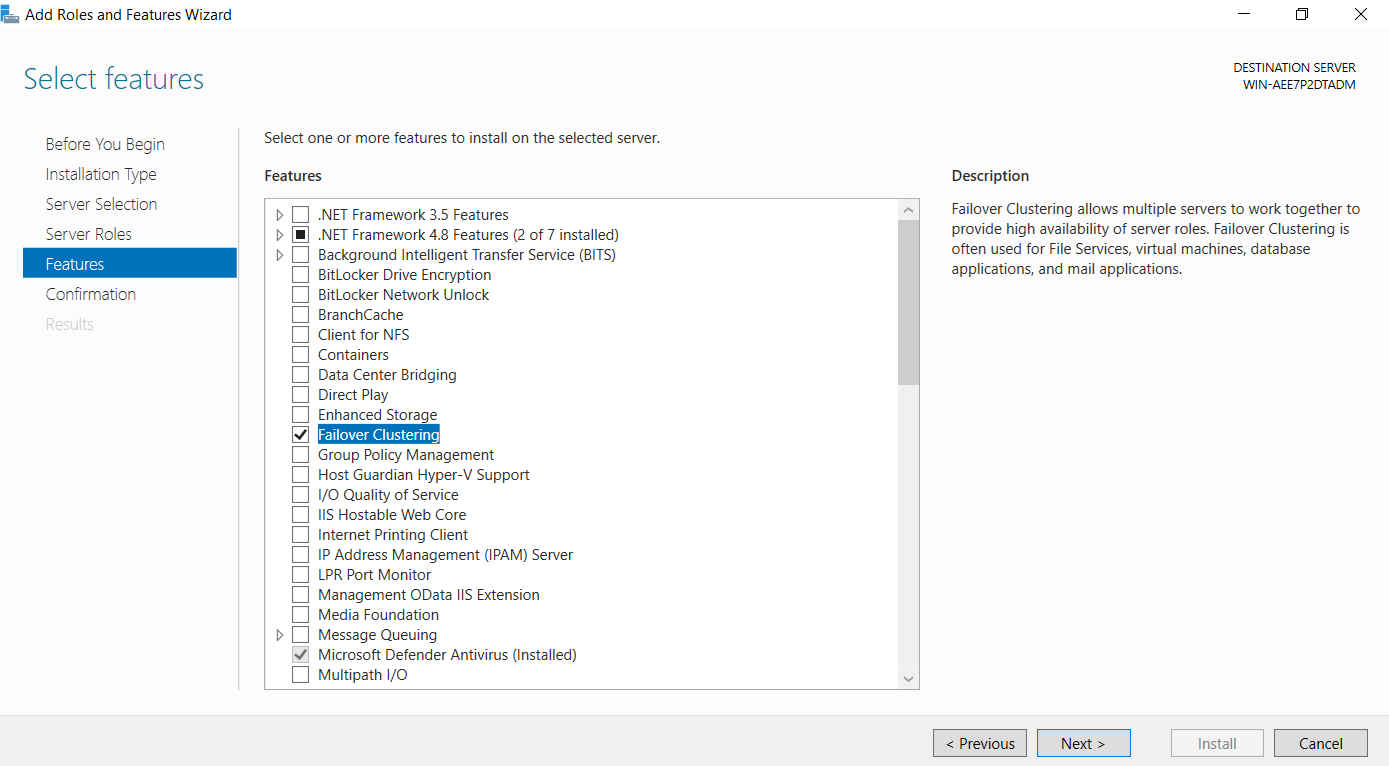 Add Roles and Features Wizard
Select features
DESTINATION SERVER
WIN-AEE7P2DTADM
Before You Begin
Installation Type
Server Selection
Server Roles
Features
Confirmation
Results
Select one or more features to install on the selected server.
Features
.NET Framework 3.5 Features
.NET Framework 4.8 Features (2 of 7 installed)
Background Intelligent Transfer Service (BITS)
BitLocker Drive Encryption
BitLocker Network Unlock
BranchCache
Client for NFS
Containers
Data Center Bridging
Direct Play
Enhanced Storage
Failover Clustering
Group Policy Management
Host Guardian Hyper-V Support
I/O Quality of Service
IIS Hostable Web Core
Internet Printing Client
IP Address Management (IPAM) Server
LPR Port Monitor
Management OData IIS Extension
Media Foundation
Message Queuing
Microsoft Defender Antivirus (Installed)
Multipath I/O
Description
Failover Clustering allows multiple servers to work together to
provide high availability of server roles. Failover Clustering is
often used for File Services, virtual machines, database
applications, and mail applications.
< Previous
Next >
Install
Cancel